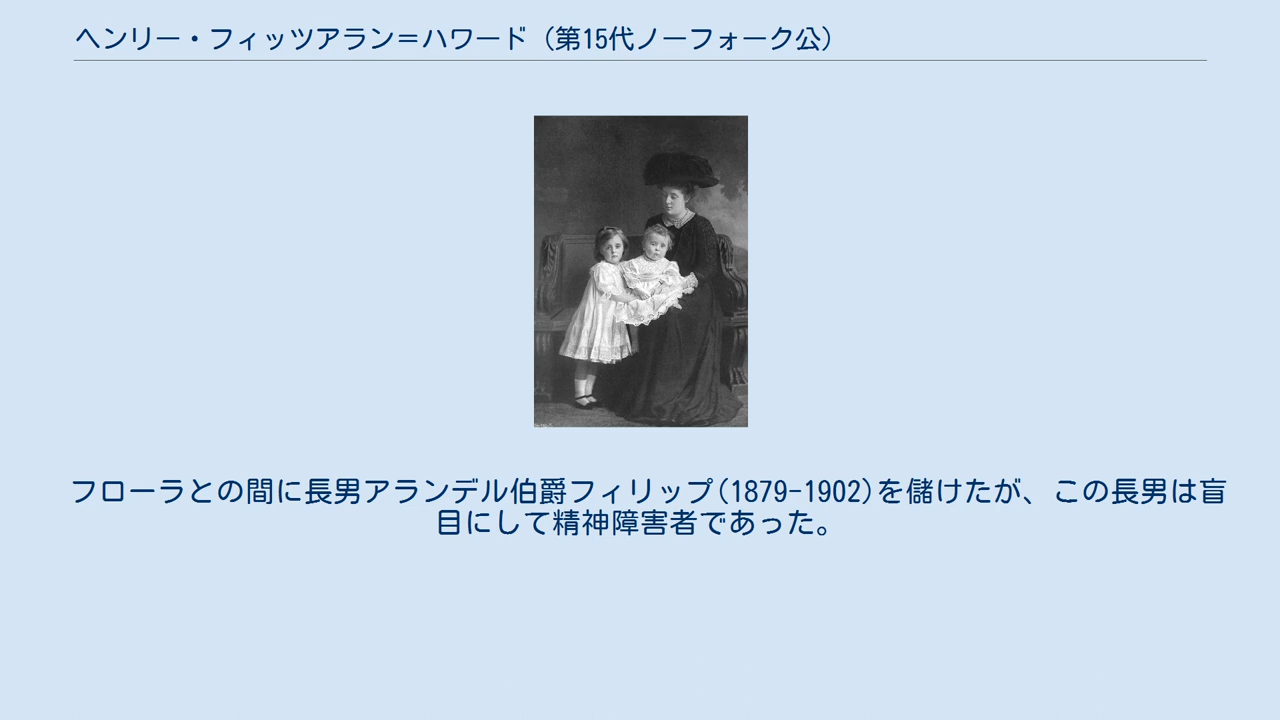 ヘンリー・フィッツアラン＝ハワード（第15代ノーフォーク公）
フローラとの間に長男アランデル伯爵フィリップ(1879-1902)を儲けたが、この長男は盲
目にして精神障害者であった。